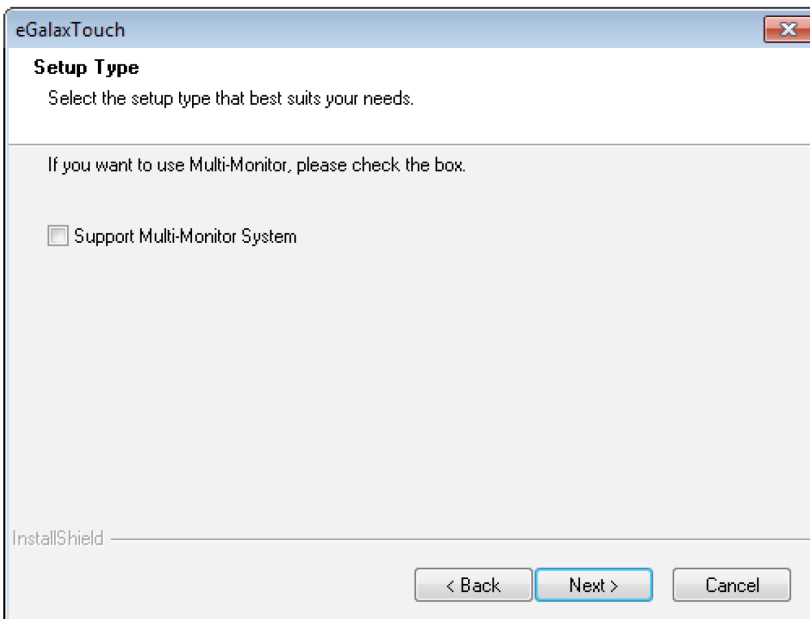 eGalaxTouch
Setup Type
Select the setup type that best suits your needs.
If you want to use Multi-Monitor, please check the box.
Support Multi-Monitor System
InstallShield
< Back Next > Cancel